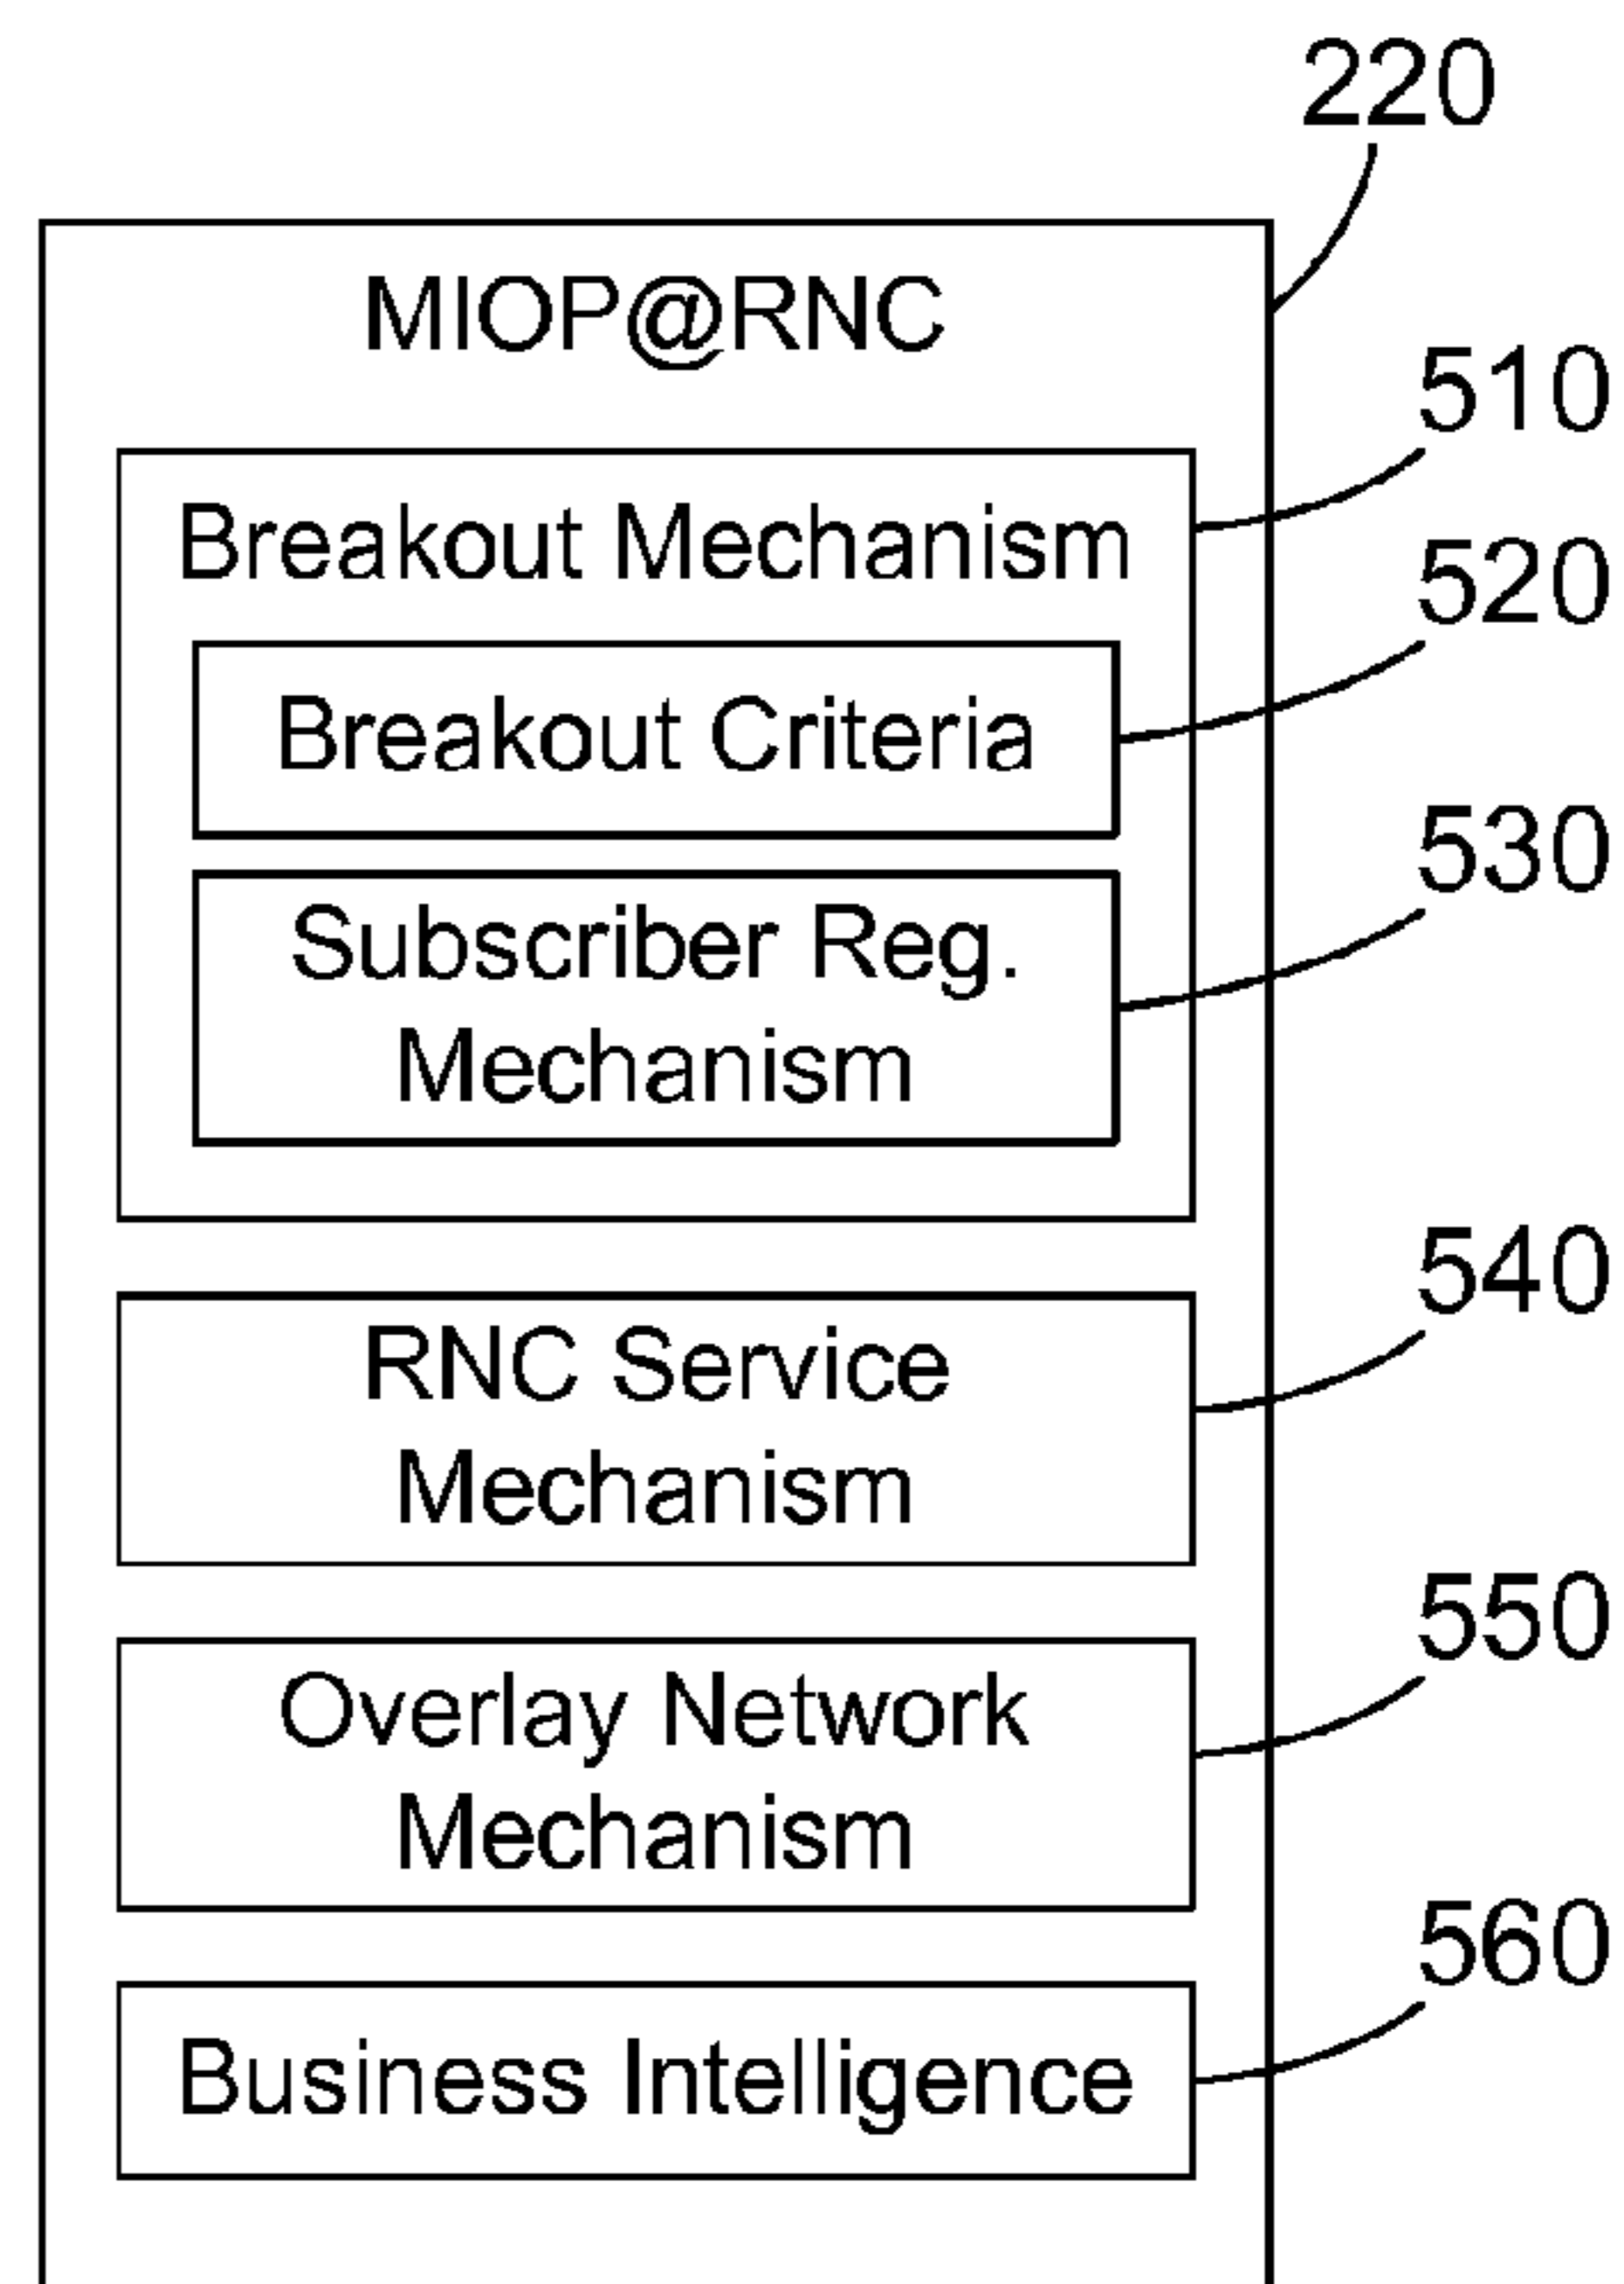 220
MIOP@RNC
510
Breakout Mechanism
520
Breakout Criteria
530
Subscriber Reg.
Mechanism
540
RNC Service
Mechanism
550
Overlay Network
Mechanism
560
Business Intelligence